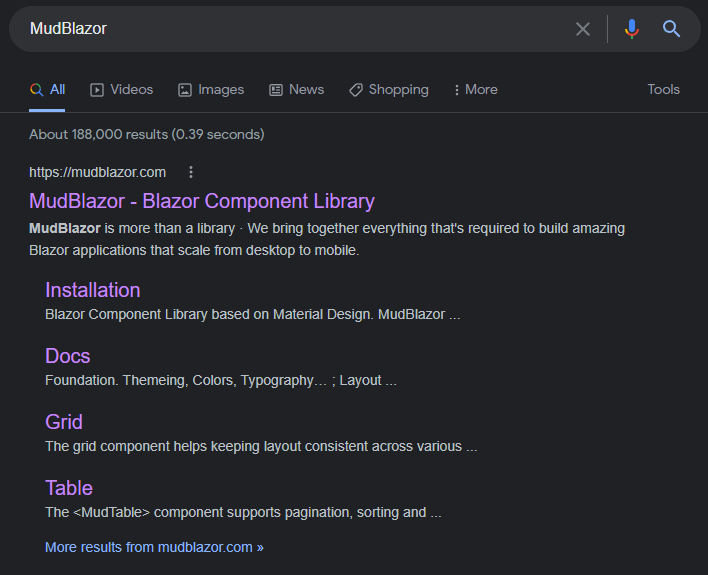 MudBlazor
All
Videos
Images
News
Shopping
More
Tools
About 188,000 results (0.39 seconds)
https://mudblazor.com
MudBlazor - Blazor Component Library
MudBlazor is more than a library · We bring together everything that's required to build amazing
Blazor applications that scale from desktop to mobile.
Installation
Blazor Component Library based on Material Design. MudBlazor ...
Docs
Foundation. Themeing, Colors, Typography… ; Layout ...
Grid
The grid component helps keeping layout consistent across various ...
Table
The <MudTable> component supports pagination, sorting and ...
More results from mudblazor.com »